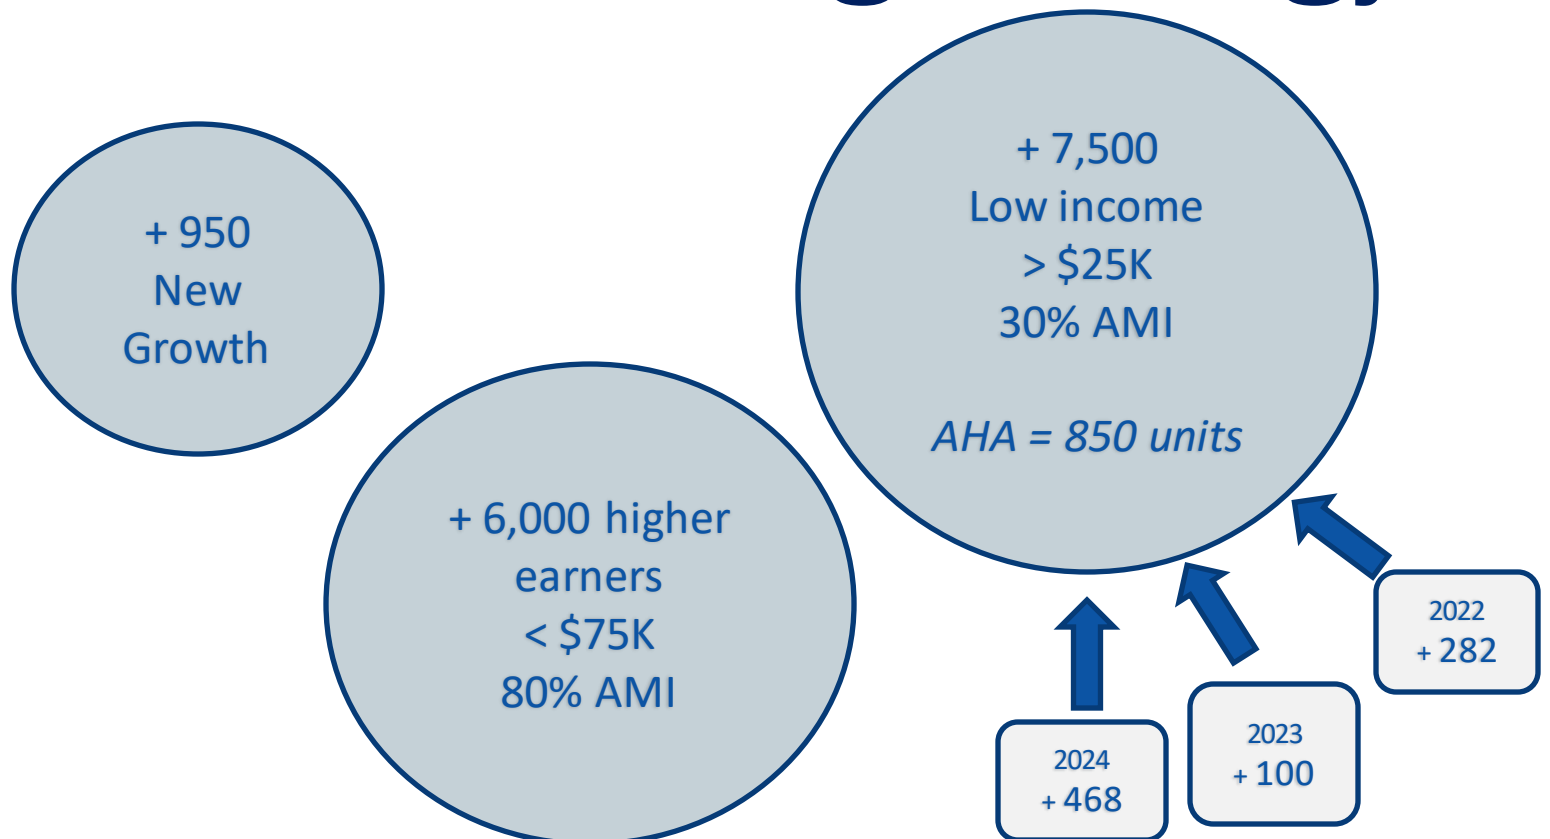 + 950
New
Growth
+ 6,000 higher
earners
< $75K
80% AMI
+ 7,500
Low income
> $25K
30% AMI
AHA = 850 units
2022
+ 282
2023
+ 100
2024
+ 468